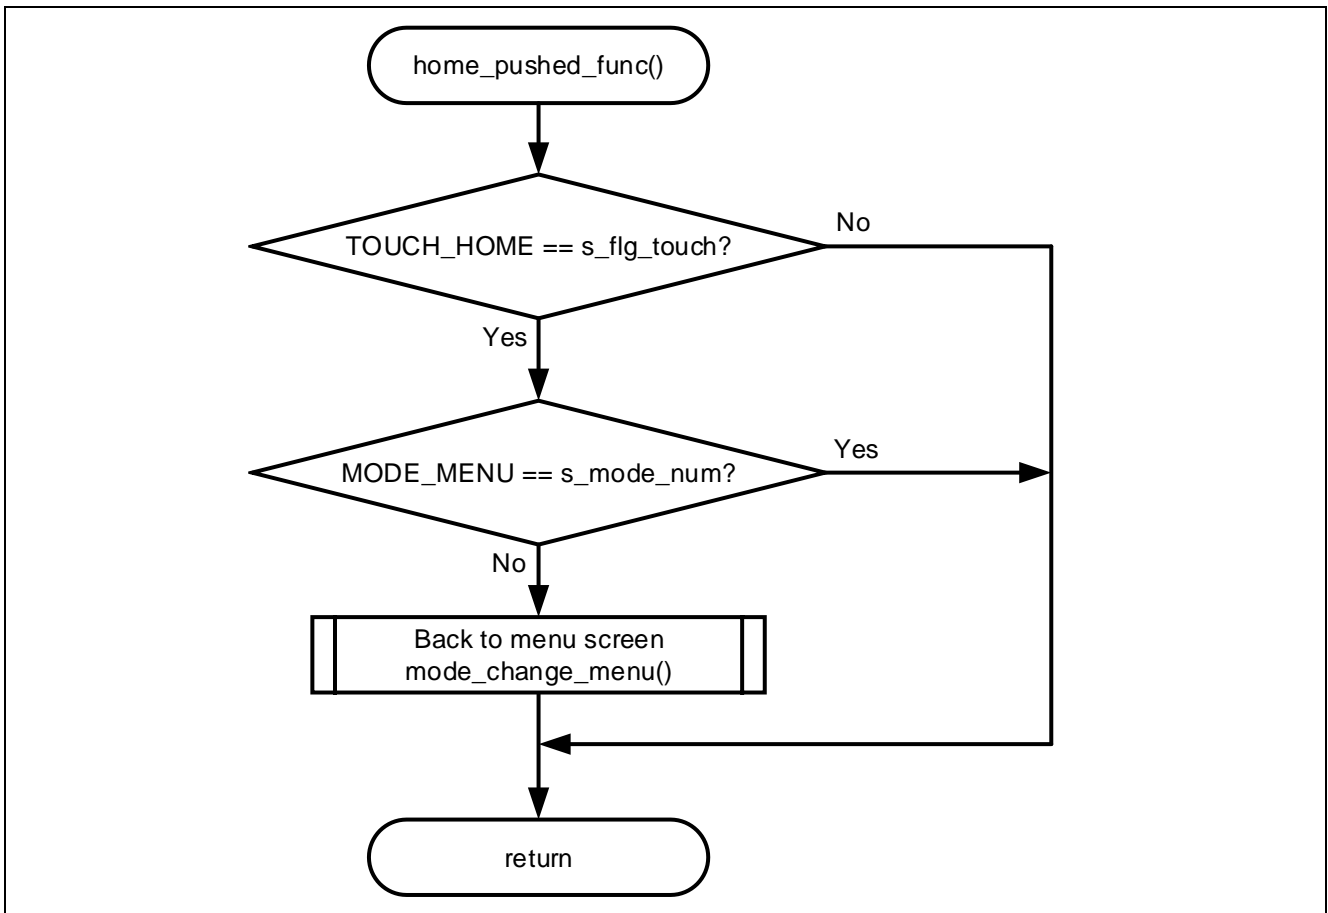 home_pushed_func()
TOUCH_HOME == s_flg_touch?
No
Yes
MODE_MENU == s_mode_num?
Yes
No
Back to menu screen
mode_change_menu()
return